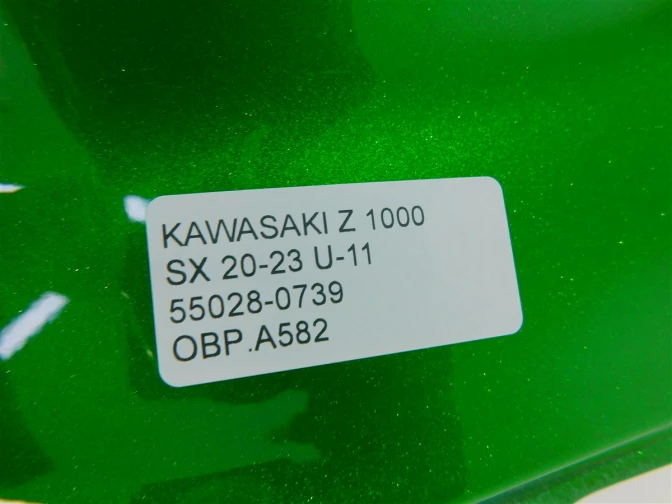 KAWASAKI Z 1000
SX 20-23 U-11
55028-0739
OBP.A582